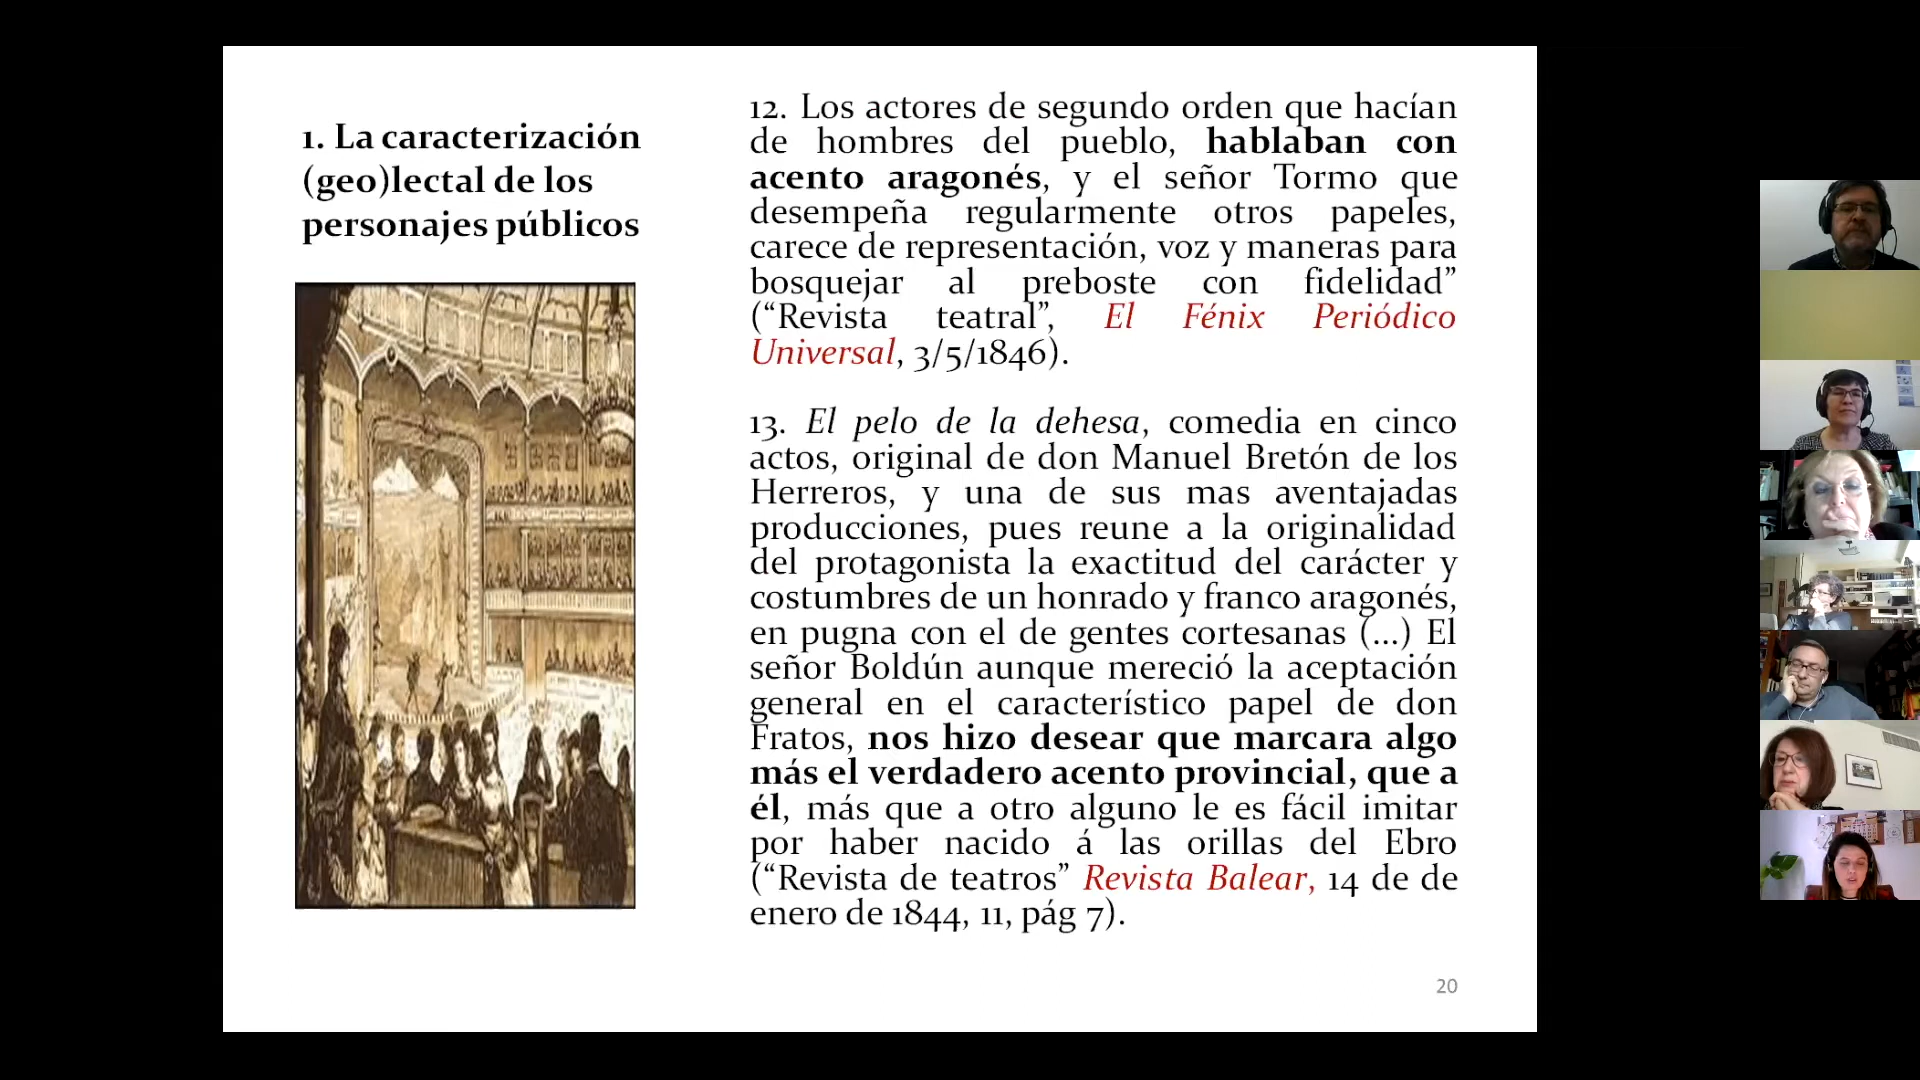 1. La caracterización
(geo)lectal de los
personajes públicos
12. Los actores de segundo orden que hacían
de hombres del pueblo, hablaban con
acento aragonés, y el señor Tormo que
desempeña regularmente otros papeles,
carece de representación, voz y maneras para
bosquejar al preboste con fidelidad”
(“Revista teatral”, El Fénix Periódico
Universal, 3/5/1846).
13. El pelo de la dehesa, comedia en cinco
actos, original de don Manuel Bretón de los
Herreros, y una de sus mas aventajadas
producciones, pues reune a la originalidad
del protagonista la exactitud del carácter y
costumbres de un honrado y franco aragonés,
en pugna con el de gentes cortesanas (...) El
señor Boldún aunque mereció la aceptación
general en el característico papel de don
Fratos, nos hizo desear que marcara algo
más el verdadero acento provincial, que a
él, más que a otro alguno le es fácil imitar
por haber nacido á las orillas del Ebro
(“Revista de teatros” Revista Balear, 14 de de
enero de 1844, 11, pág 7).
20